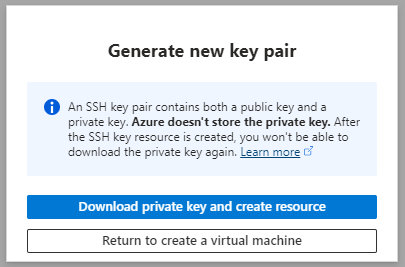 Generate new key pair
An SSH key pair contains both a public key and a
private key. Azure doesn't store the private key. After
the SSH key resource is created, you won't be able to
download the private key again. Learn more
Download private key and create resource
Return to create a virtual machine